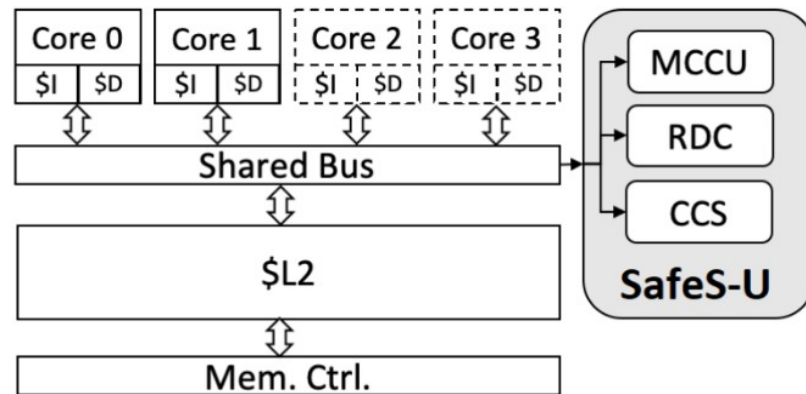 Core 0
Core 1
Core 2
Core 3
$I
$D
$I
$D
$I
$D
$I
$D
Shared Bus
$L2
Mem. Ctrl.
MCCU
RDC
CCS
SafeS-U